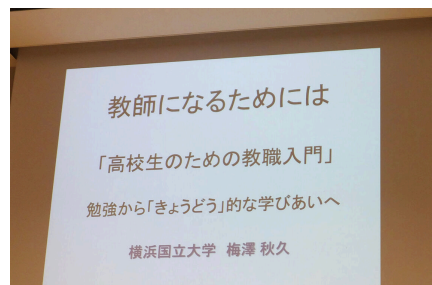 教師になるためには
「高校生のための教職入門」
勉強から「きょうどう」的な学びあいへ
横浜国立大学 梅澤 秋久